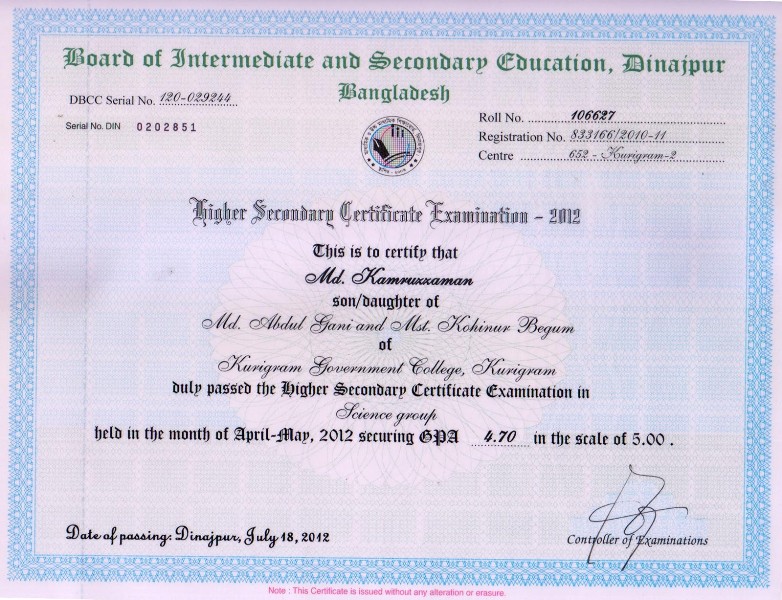 Board of Intermediate and Secondary Education, Dinajpur
Bangladesh
DBCC Serial No. 120-029244
Serial No. DIN 0202851
Roll No. 106627
Registration No. 833166/2010-11
Centre 652 - Kurigram-2
Higher Secondary Certificate Examination - 2012
This is to certify that
Md. Kamruzzaman
son/daughter of
Md. Abdul Gani and Mst. Kohinur Begum
of
Kurigram Government College, Kurigram
duly passed the Higher Secondary Certificate Examination in
Science group
held in the month of April-May, 2012 securing GPA 4.70 in the scale of 5.00 .
Date of passing: Dinajpur, July 18, 2012
Controller of Examinations
Note : This Certificate is issued without any alteration or erasure.